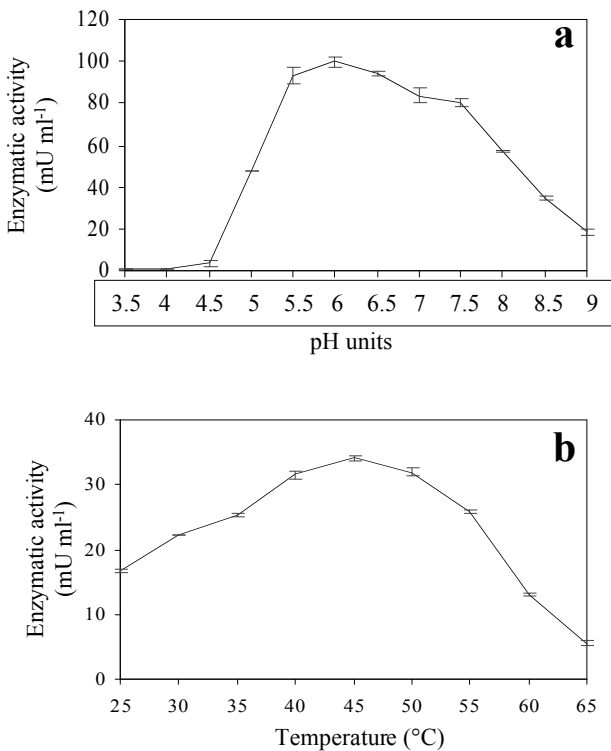 a
Enzymatic activity
(mU ml-1)
120
100
80
60
40
20
0
3.5 4 4.5 5 5.5 6 6.5 7 7.5 8 8.5 9
pH units
b
Enzymatic activity
(mU ml-1)
40
30
20
10
0
25 30 35 40 45 50 55 60 65
Temperature (°C)